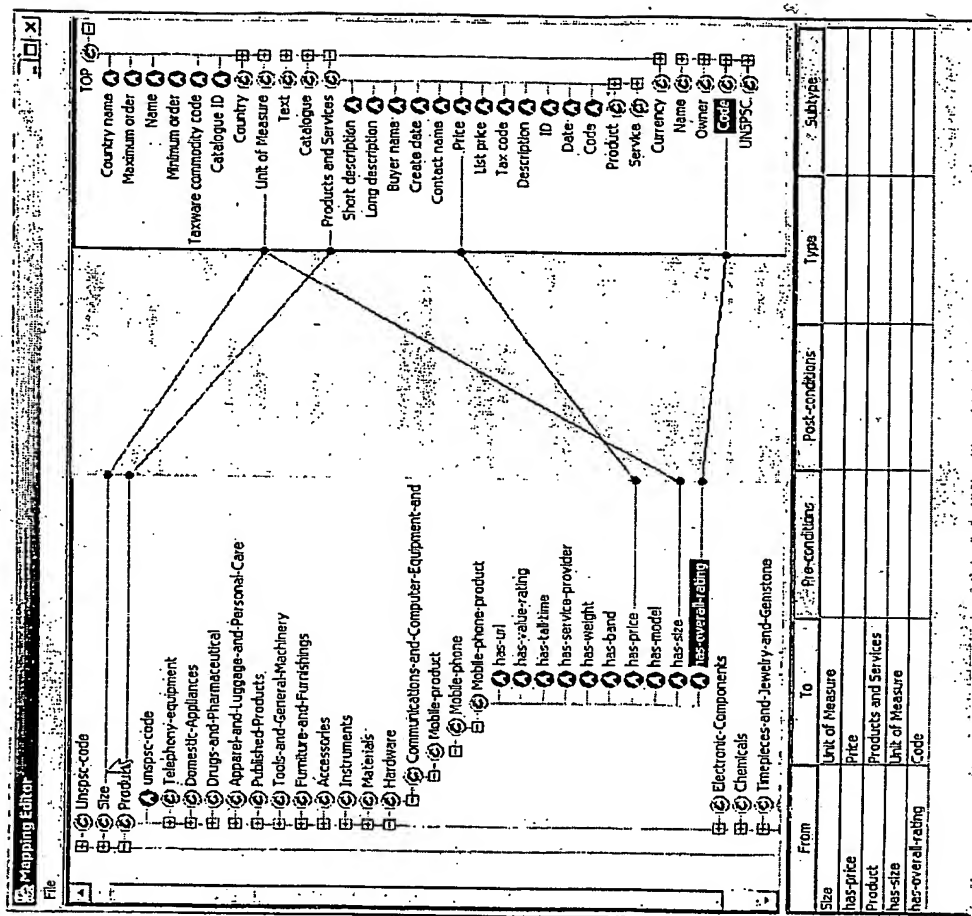 Mapping Editor
File
Unspsc-code
Size
Product
unspsc-code
Telephony-equipment
Domestic-Appliances
Drugs-and-Pharmaceutical
Apparel-and-Luggage-and-Personal-Care
Published-Products
Tools-and-General-Machinery
Furniture-and-Furnishings
Accessories
Instruments
Materials
Hardware
Communications-and-Computer-Equipment-and
Mobile-product
Mobile-phone
Mobile-phone-product
has-url
has-value-rating
has-talk-time
has-service-provider
has-weight
has-band
has-price
has-model
has-size
has-overall-rating
Electronic-Components
Chemicals
Timepieces-and-Jewelry-and-Gemstone
TOP
Country name
Maximum order
Name
Minimum order
Taxware commodity code
Catalogue ID
Country
Unit of Measure
Text
Catalogue
Products and Services
Short description
Long description
Buyer name
Create date
Contact name
Price
List price
Tax code
Description
ID
Date
Code
Product
Service
Currency
Name
Owner
Code
UNSPSC
From To Pre-conditions Post-conditions Type Subtype
Size Unit of Measure
has-price Price
Product Products and Services
has-size Unit of Measure
has-overall-rating Code